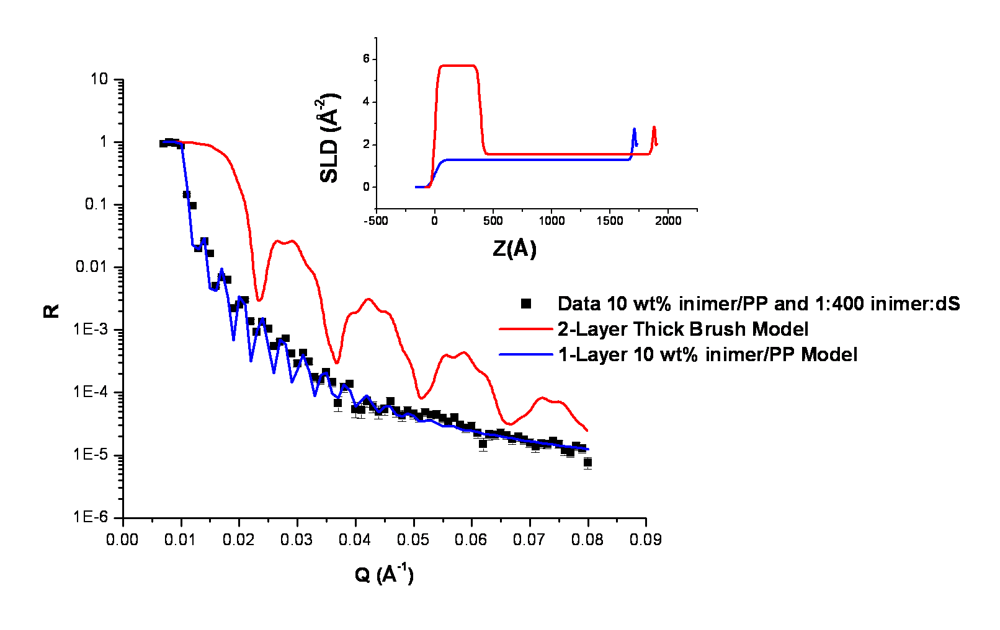 6
4
2
0
SLD (Å-2)
-500 0 500 1000 1500 2000
Z(Å)
10
1
0.1
0.01
1E-3
1E-4
1E-5
1E-6
R
0.00 0.01 0.02 0.03 0.04 0.05 0.06 0.07 0.08 0.09
Q (Å-1)
Data 10 wt% inimer/PP and 1:400 inimer:dS
2-Layer Thick Brush Model
1-Layer 10 wt% inimer/PP Model